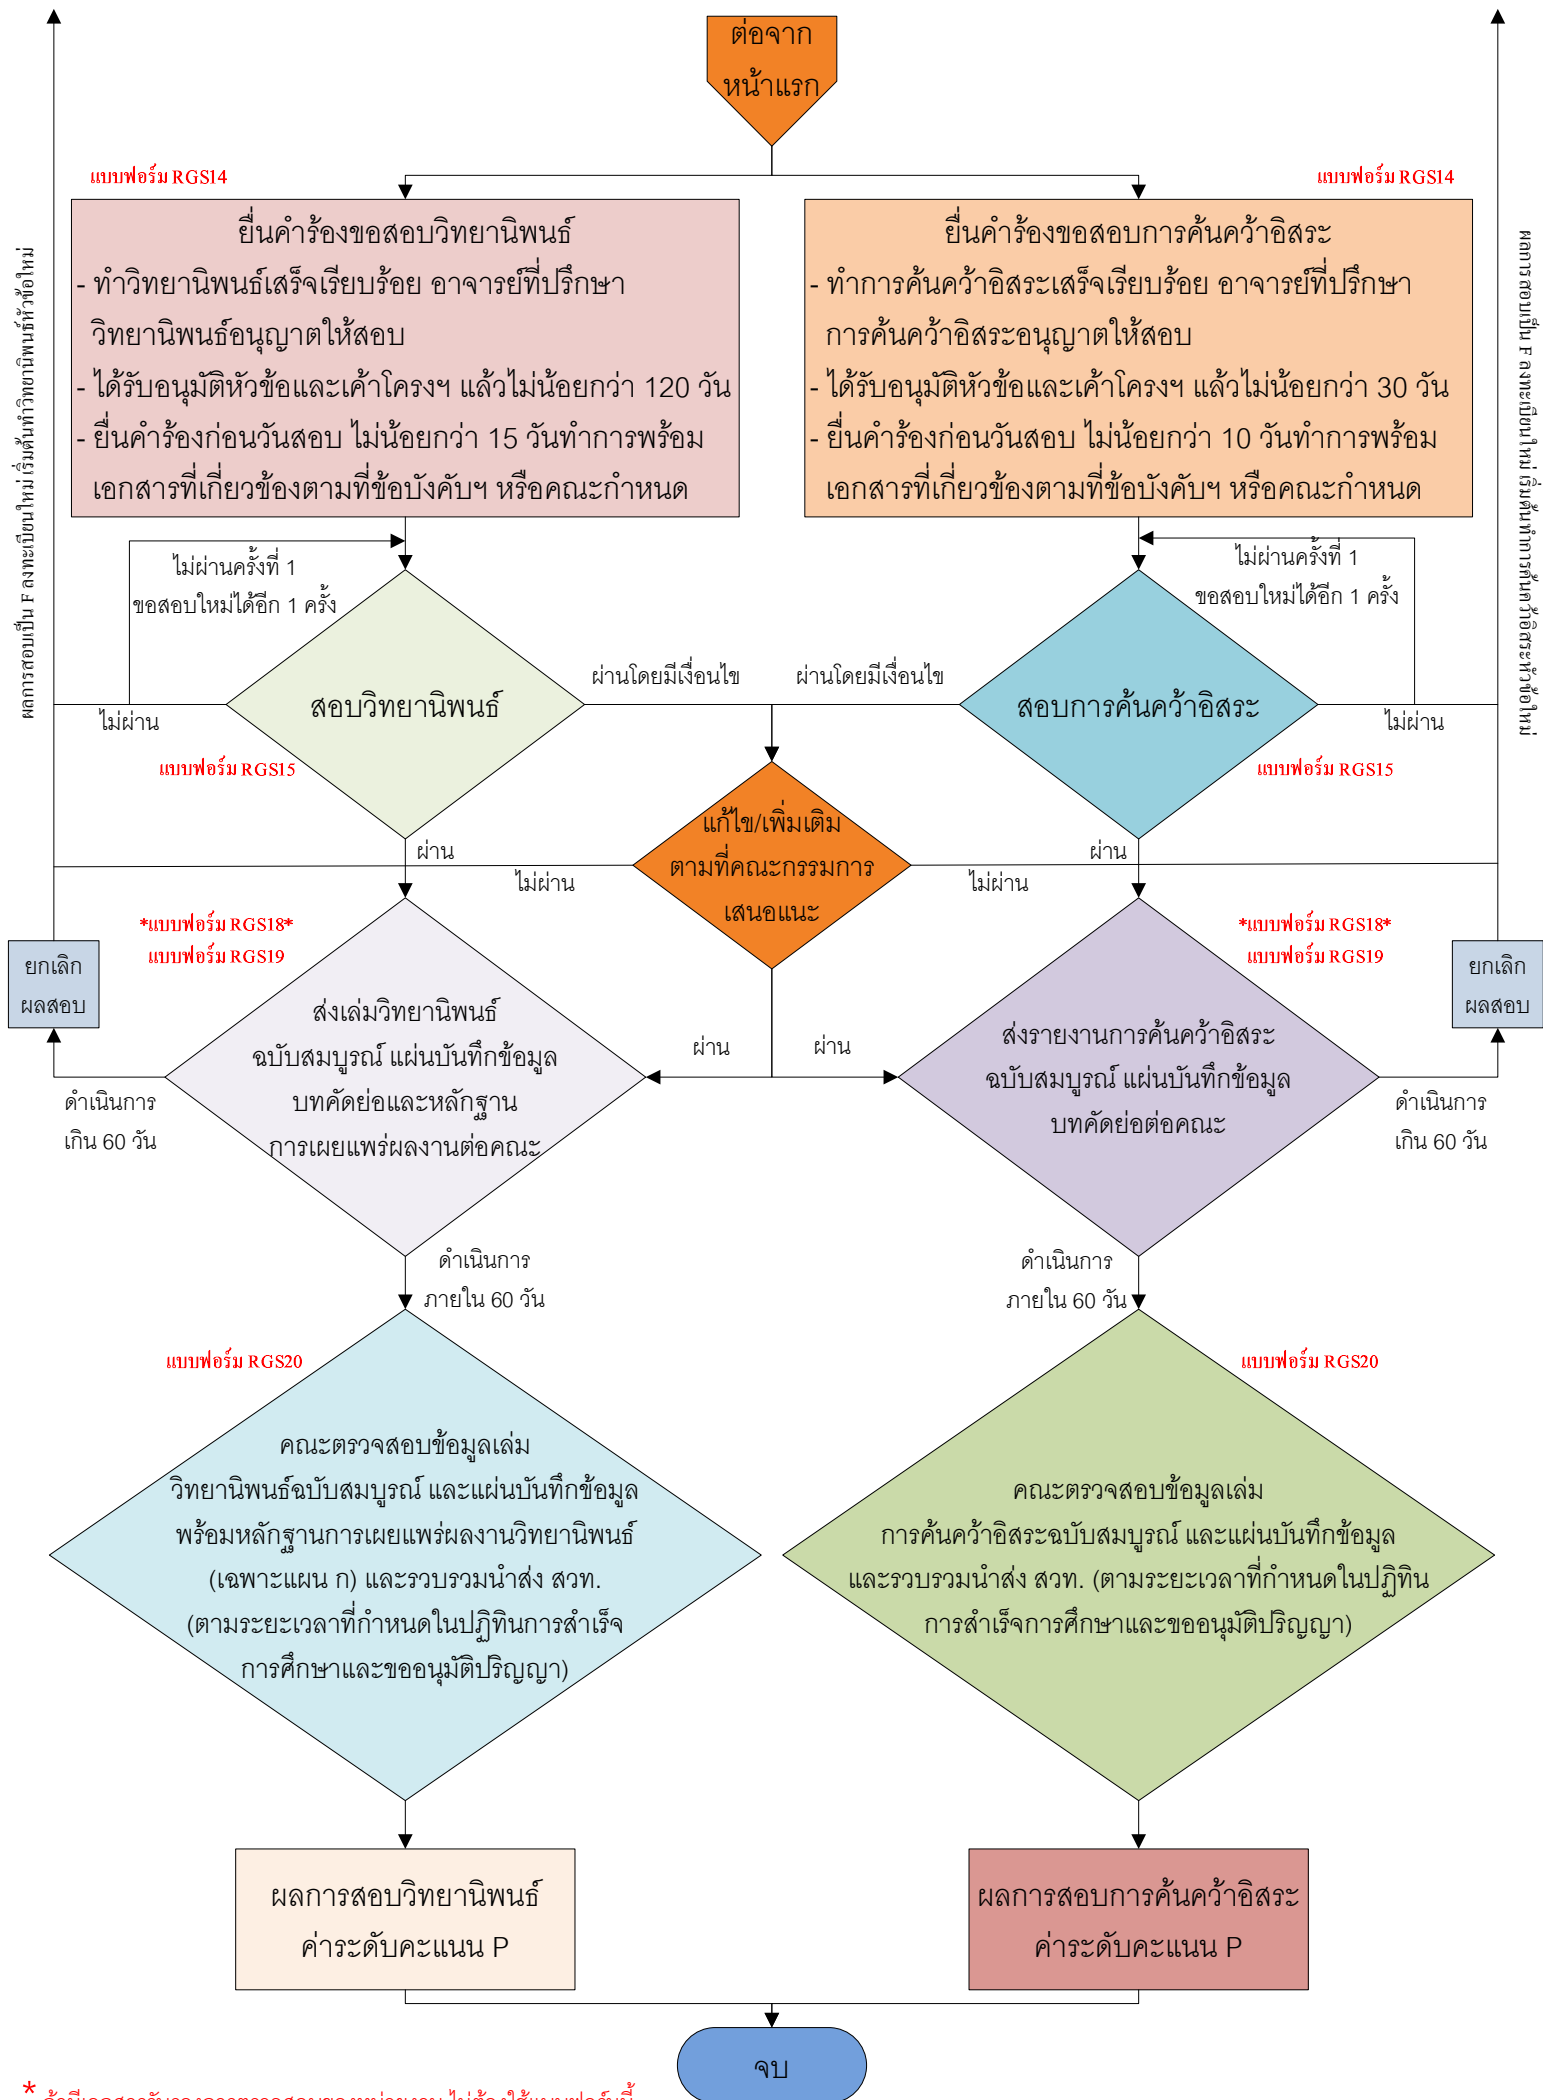 ต่อจาก
หน้าแรก
แบบฟอร์ม RGS14
แบบฟอร์ม RGS14
ยื่นคำร้องขอสอบวิทยานิพนธ์
- ทำวิทยานิพนธ์เสร็จเรียบร้อย อาจารย์ที่ปรึกษา
วิทยานิพนธ์อนุญาตให้สอบ
- ได้รับอนุมัติหัวข้อและเค้าโครงฯ แล้วไม่น้อยกว่า 120 วัน
- ยื่นคำร้องก่อนวันสอบ ไม่น้อยกว่า 15 วันทำการพร้อม
เอกสารที่เกี่ยวข้องตามที่ข้อบังคับฯ หรือคณะกำหนด
ยื่นคำร้องขอสอบการค้นคว้าอิสระ
- ทำการค้นคว้าอิสระเสร็จเรียบร้อย อาจารย์ที่ปรึกษา
การค้นคว้าอิสระอนุญาตให้สอบ
- ได้รับอนุมัติหัวข้อและเค้าโครงฯ แล้วไม่น้อยกว่า 30 วัน
- ยื่นคำร้องก่อนวันสอบ ไม่น้อยกว่า 10 วันทำการพร้อม
เอกสารที่เกี่ยวข้องตามที่ข้อบังคับฯ หรือคณะกำหนด
ผลการสอบเป็น F ลงทะเบียนใหม่ เริ่มต้นทำวิทยานิพนธ์หัวข้อใหม่
ผลการสอบเป็น F ลงทะเบียนใหม่ เริ่มต้นทำการค้นคว้าอิสระหัวข้อใหม่
ไม่ผ่านครั้งที่ 1
ขอสอบใหม่ได้อีก 1 ครั้ง
ไม่ผ่านครั้งที่ 1
ขอสอบใหม่ได้อีก 1 ครั้ง
สอบวิทยานิพนธ์
ผ่านโดยมีเงื่อนไข
ผ่านโดยมีเงื่อนไข
สอบการค้นคว้าอิสระ
ไม่ผ่าน
ไม่ผ่าน
แบบฟอร์ม RGS15
แบบฟอร์ม RGS15
แก้ไข/เพิ่มเติม
ตามที่คณะกรรมการ
เสนอแนะ
ผ่าน
ผ่าน
ไม่ผ่าน
ไม่ผ่าน
*แบบฟอร์ม RGS18*
แบบฟอร์ม RGS19
*แบบฟอร์ม RGS18*
แบบฟอร์ม RGS19
ยกเลิก
ผลสอบ
ยกเลิก
ผลสอบ
ส่งเล่มวิทยานิพนธ์
ฉบับสมบูรณ์ แผ่นบันทึกข้อมูล
บทคัดย่อและหลักฐาน
การเผยแพร่ผลงานต่อคณะ
ผ่าน
ผ่าน
ส่งรายงานการค้นคว้าอิสระ
ฉบับสมบูรณ์ แผ่นบันทึกข้อมูล
บทคัดย่อต่อคณะ
ดำเนินการ
เกิน 60 วัน
ดำเนินการ
เกิน 60 วัน
ดำเนินการ
ภายใน 60 วัน
ดำเนินการ
ภายใน 60 วัน
แบบฟอร์ม RGS20
แบบฟอร์ม RGS20
คณะตรวจสอบข้อมูลเล่ม
วิทยานิพนธ์ฉบับสมบูรณ์ และแผ่นบันทึกข้อมูล
พร้อมหลักฐานการเผยแพร่ผลงานวิทยานิพนธ์
(เฉพาะแผน ก) และรวบรวมนำส่ง สวท.
(ตามระยะเวลาที่กำหนดในปฏิทินการสำเร็จ
การศึกษาและขออนุมัติปริญญา)
คณะตรวจสอบข้อมูลเล่ม
การค้นคว้าอิสระฉบับสมบูรณ์ และแผ่นบันทึกข้อมูล
และรวบรวมนำส่ง สวท. (ตามระยะเวลาที่กำหนดในปฏิทิน
การสำเร็จการศึกษาและขออนุมัติปริญญา)
ผลการสอบวิทยานิพนธ์
ค่าระดับคะแนน P
ผลการสอบการค้นคว้าอิสระ
ค่าระดับคะแนน P
จบ